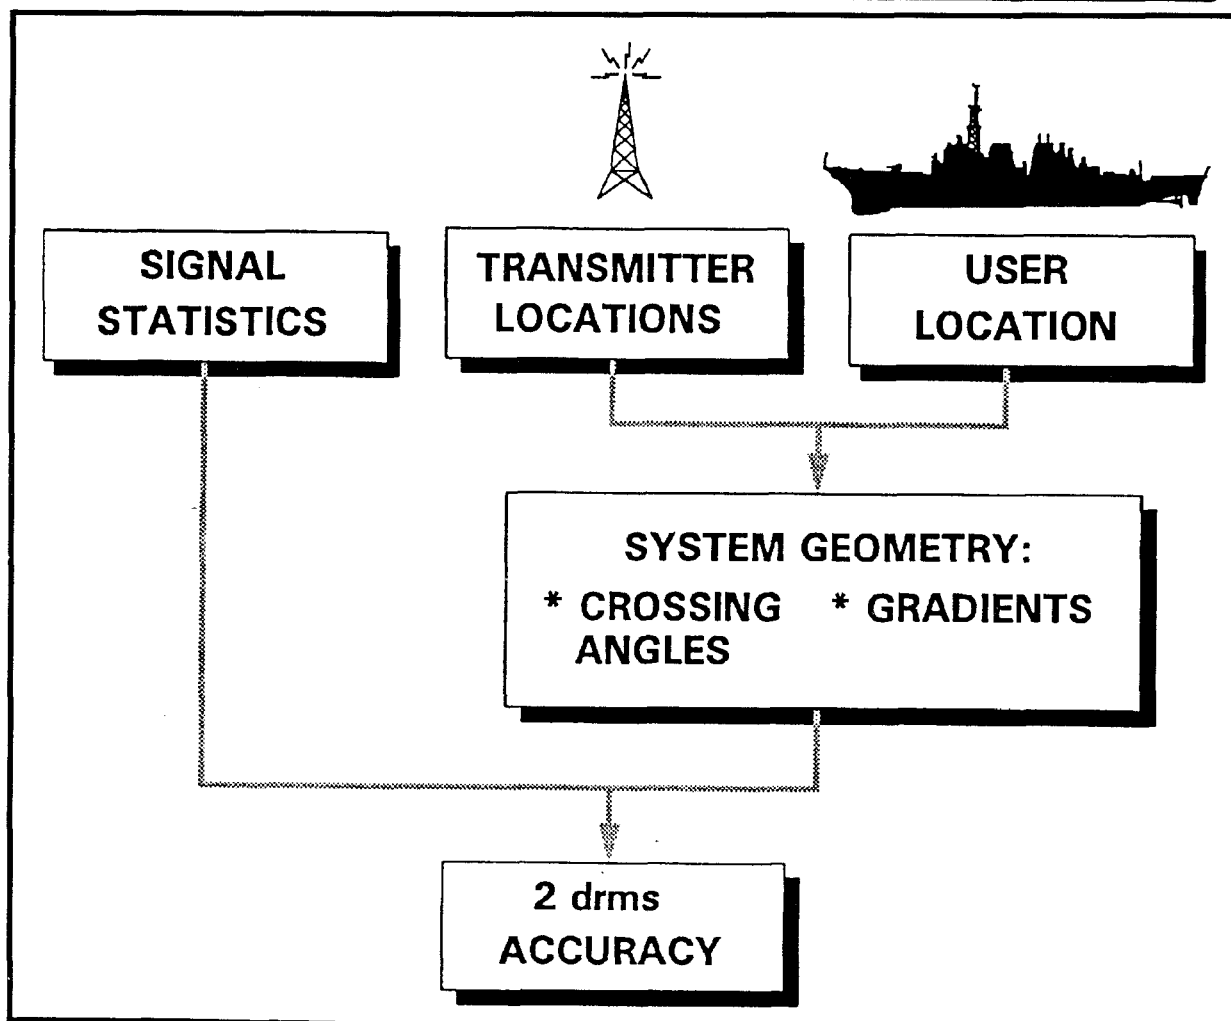 SIGNAL
STATISTICS
TRANSMITTER
LOCATIONS
USER
LOCATION
SYSTEM GEOMETRY:
* CROSSING ANGLES
* GRADIENTS
2 drms
ACCURACY